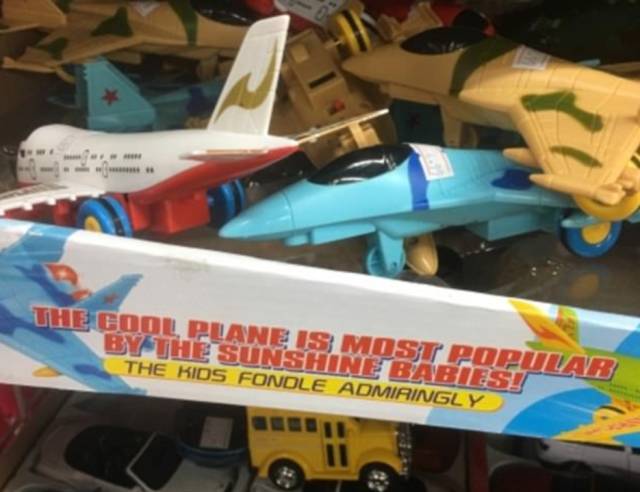 THE COOL PLANE IS MOST POPULAR
BY THE SUNSHINE BABIES!
THE KIDS FONDLE ADMIRINGLY